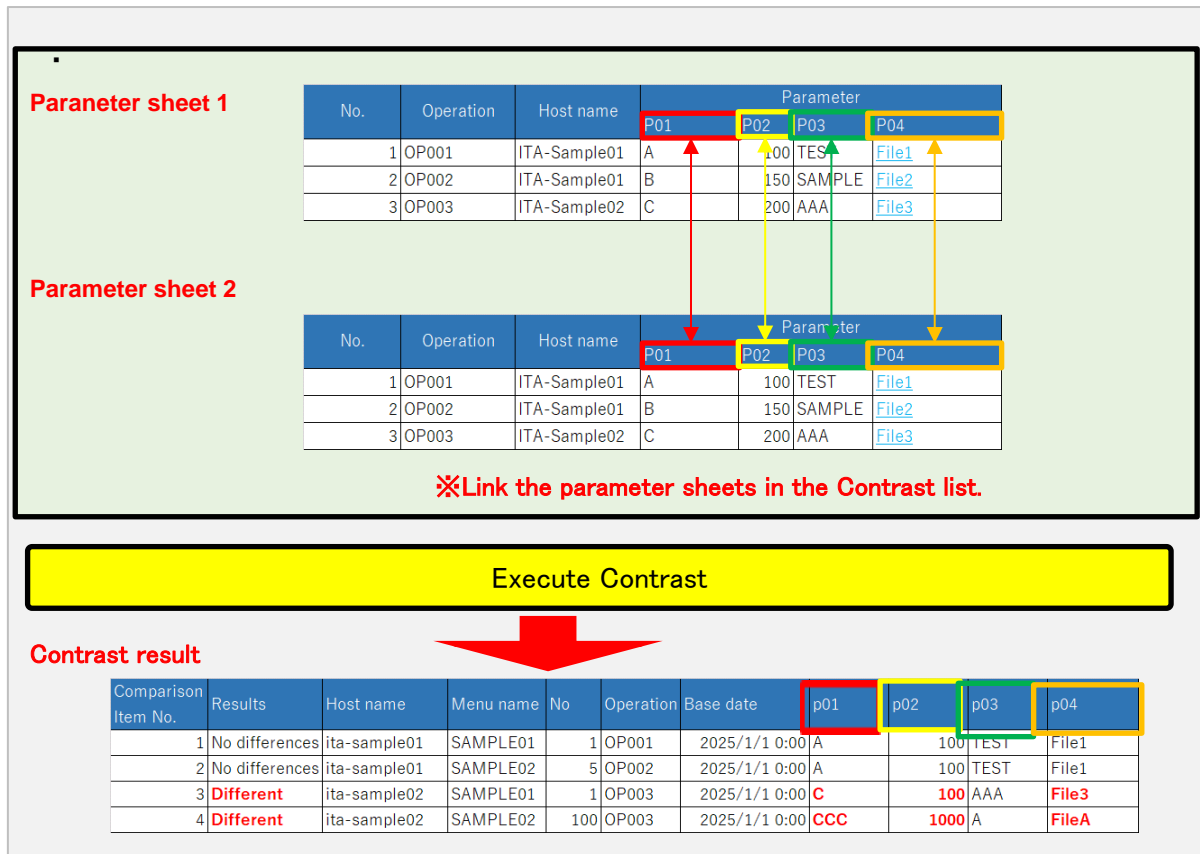 Paraneter sheet 1
No. Operation Host name Parameter
P01 P02 P03 P04
1 OP001 ITA-Sample01 A 100 TEST File1
2 OP002 ITA-Sample01 B 150 SAMPLE File2
3 OP003 ITA-Sample02 C 200 AAA File3
Parameter sheet 2
No. Operation Host name Parameter
P01 P02 P03 P04
1 OP001 ITA-Sample01 A 100 TEST File1
2 OP002 ITA-Sample01 B 150 SAMPLE File2
3 OP003 ITA-Sample02 C 200 AAA File3
※Link the parameter sheets in the Contrast list.
Execute Contrast
Contrast result
Comparison Item No. Results Host name Menu name No Operation Base date p01 p02 p03 p04
1 No differences ita-sample01 SAMPLE01 1 OP001 2025/1/1 0:00 A 100 TEST File1
2 No differences ita-sample01 SAMPLE02 5 OP002 2025/1/1 0:00 A 100 TEST File1
3 Different ita-sample02 SAMPLE01 1 OP003 2025/1/1 0:00 C 100 AAA File3
4 Different ita-sample02 SAMPLE02 100 OP003 2025/1/1 0:00 CCC 1000 A FileA